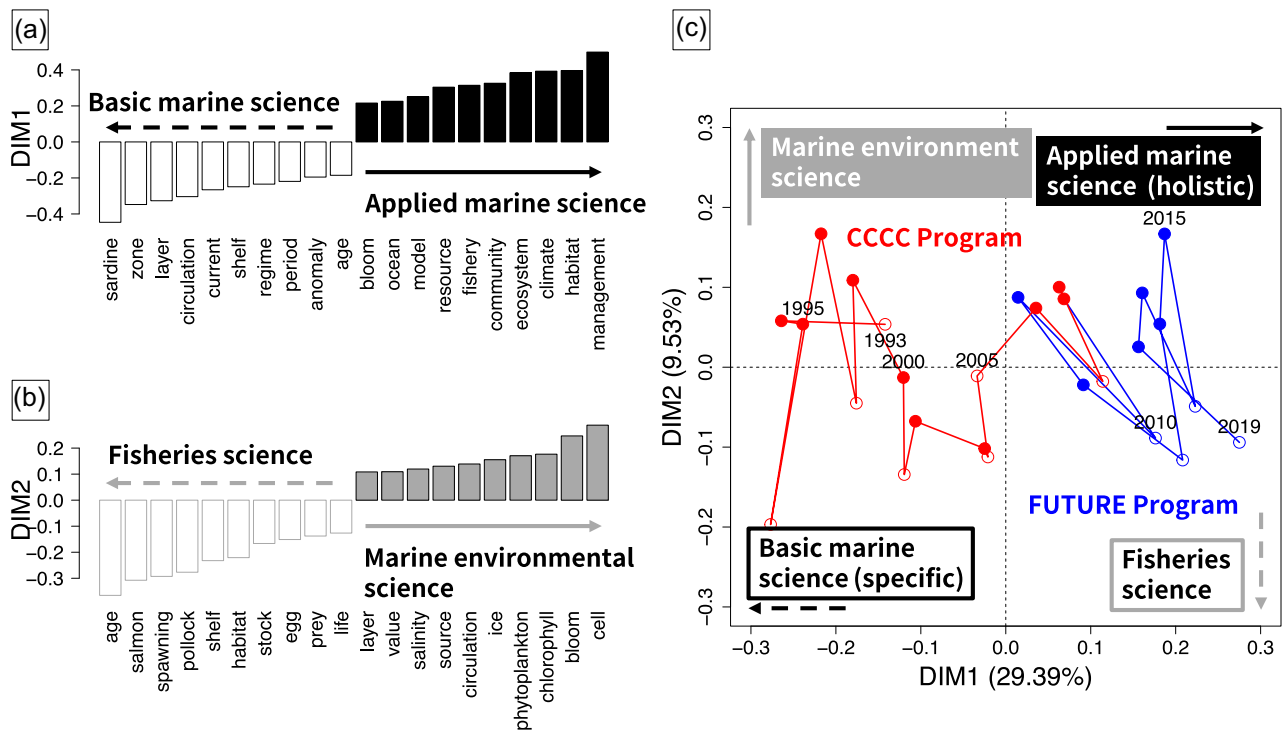 (a)
DIM1
0.4
0.2
0.0
−0.2
−0.4
Basic marine science
Applied marine science
sardine
zone
layer
circulation
current
shelf
regime
period
anomaly
age
bloom
ocean
model
resource
fishery
community
ecosystem
climate
habitat
management
(b)
DIM2
0.2
0.1
0.0
−0.1
−0.2
−0.3
Fisheries science
Marine environmental
science
age
salmon
spawning
pollock
shelf
habitat
stock
egg
prey
life
layer
value
salinity
source
circulation
ice
phytoplankton
chlorophyll
bloom
cell
(c)
DIM2 (9.53%)
0.3
0.2
0.1
0.0
−0.1
−0.2
−0.3
Marine environment
science
Applied marine
science (holistic)
2015
CCCC Program
1995
1993
2000
2005
2010
2019
FUTURE Program
Basic marine
science (specific)
Fisheries
science
−0.3
−0.2
−0.1
0.0
0.1
0.2
0.3
DIM1 (29.39%)